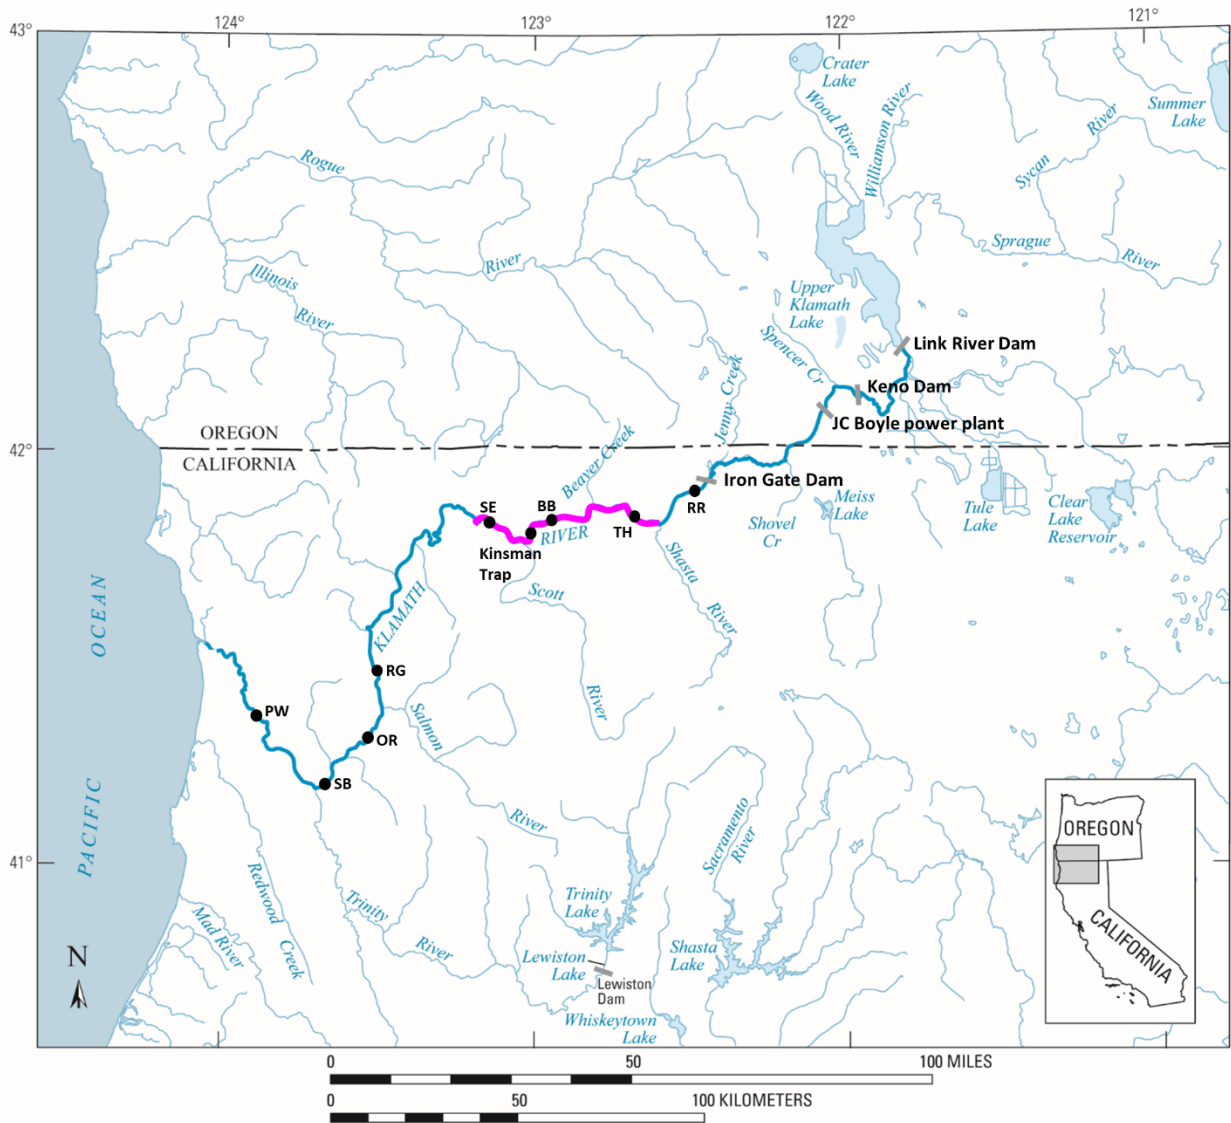 43°
124°
123°
122°
121°
Crater
Lake
Wood River
Williamson River
Summer
Lake
River
Sycan
Rogue
River
Sprague
River
Illinois
River
Upper
Klamath
Lake
Spencer Cr
Link River Dam
Keno Dam
JC Boyle power plant
Jenny Creek
42°
OREGON
CALIFORNIA
Beaver Creek
Iron Gate Dam
RR
Meiss
Lake
Shovel
Cr
Tule
Lake
Clear
Lake
Reservoir
SE
BB
TH
RIVER
Kinsman
Trap
Shasta
River
Scott
River
KLAMATH
PACIFIC OCEAN
RG
PW
OR
SB
Salmon
River
Sacramento
River
41°
Redwood Creek
Mad River
Trinity
River
Trinity
Lake
Lewiston
Lake
Lewiston
Dam
Shasta
Lake
Whiskeytown
Lake
N
OREGON
CALIFORNIA
0 50 100 MILES
0 50 100 KILOMETERS